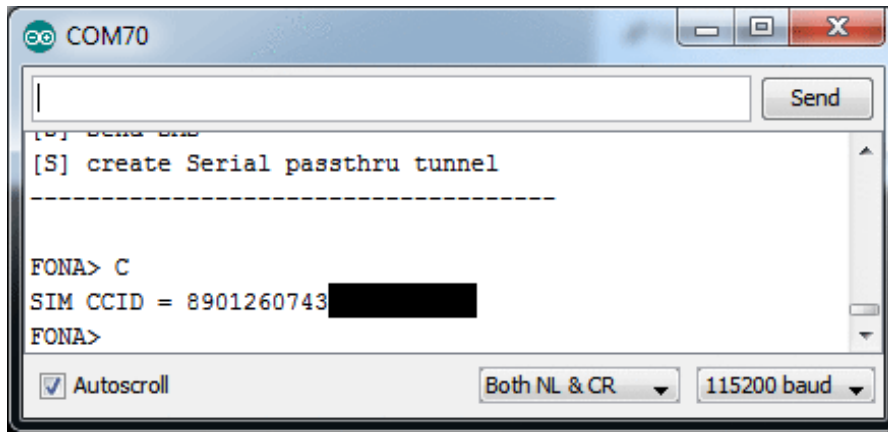 COM70
Send
[S] create Serial passthru tunnel
-------------------------------------
FONA> C
SIM CCID = 8901260743
FONA>
Autoscroll
Both NL & CR
115200 baud